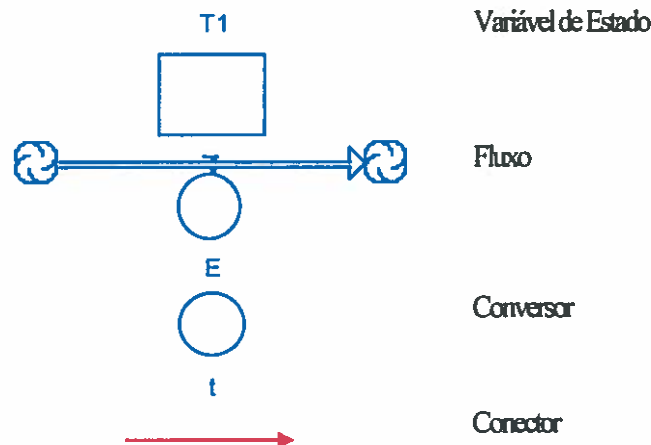 T1
Variável de Estado
Fluxo
E
Conversor
t
Conector